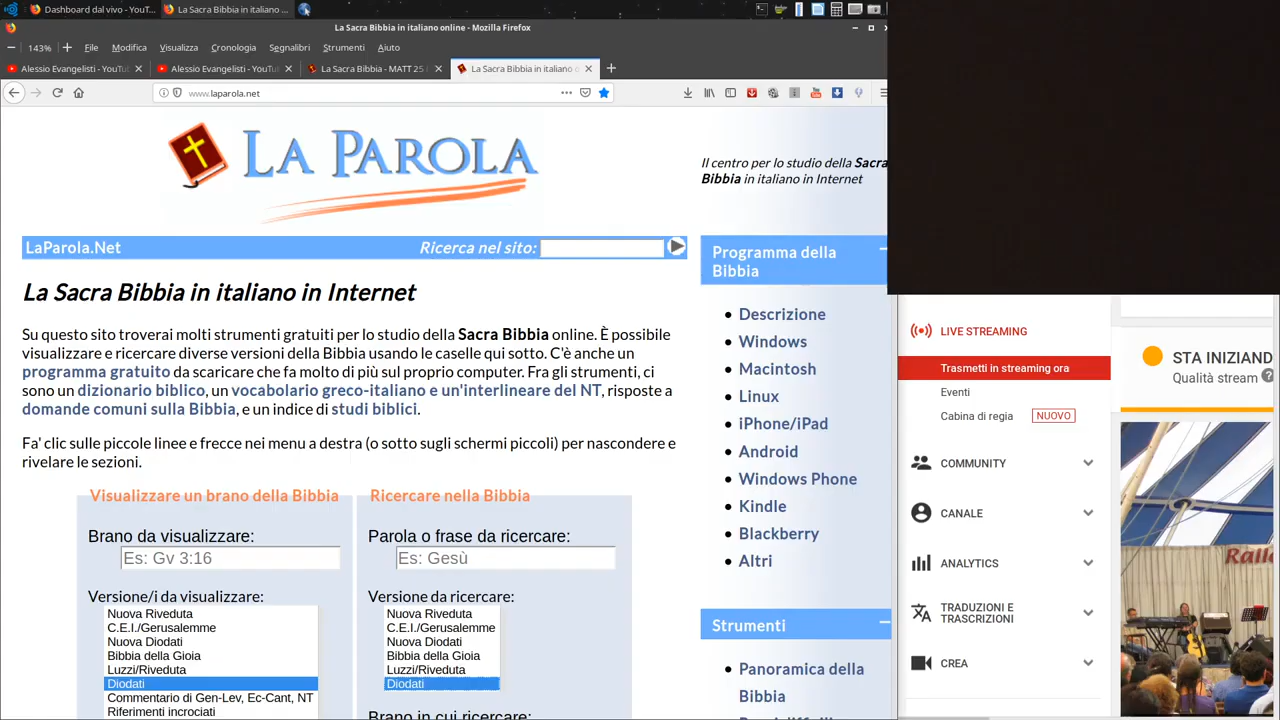 Dashboard dal vivo - YouT...
La Sacra Bibbia in italiano ...
La Sacra Bibbia in italiano online - Mozilla Firefox
143%
File
Modifica
Visualizza
Cronologia
Segnalibri
Strumenti
Aiuto
Alessio Evangelisti - YouTu
Alessio Evangelisti - YouTu
La Sacra Bibbia - MATT 25
La Sacra Bibbia in italiano o
www.laparola.net
LA PAROLA
Il centro per lo studio della Sacra
Bibbia in italiano in Internet
LaParola.Net
Ricerca nel sito:
La Sacra Bibbia in italiano in Internet
Su questo sito troverai molti strumenti gratuiti per lo studio della Sacra Bibbia online. È possibile
visualizzare e ricercare diverse versioni della Bibbia usando le caselle qui sotto. C'è anche un
programma gratuito da scaricare che fa molto di più sul proprio computer. Fra gli strumenti, ci
sono un dizionario biblico, un vocabolario greco-italiano e un'interlineare del NT, risposte a
domande comuni sulla Bibbia, e un indice di studi biblici.
Fa' clic sulle piccole linee e frecce nei menu a destra (o sotto sugli schermi piccoli) per nascondere e
rivelare le sezioni.
Visualizzare un brano della Bibbia
Brano da visualizzare:
Es: Gv 3:16
Versione/i da visualizzare:
Nuova Riveduta
C.E.I./Gerusalemme
Nuova Diodati
Bibbia della Gioia
Luzzi/Riveduta
Diodati
Commentario di Gen-Lev, Ec-Cant, NT
Riferimenti incrociati
Ricercare nella Bibbia
Parola o frase da ricercare:
Es: Gesù
Versione da ricercare:
Nuova Riveduta
C.E.I./Gerusalemme
Nuova Diodati
Bibbia della Gioia
Luzzi/Riveduta
Diodati
Brano in cui ricercare:
Programma della
Bibbia
Descrizione
Windows
Macintosh
Linux
iPhone/iPad
Android
Windows Phone
Kindle
Blackberry
Altri
Strumenti
Panoramica della
Bibbia
LIVE STREAMING
Trasmetti in streaming ora
Eventi
Cabina di regia
NUOVO
COMMUNITY
CANALE
ANALYTICS
TRADUZIONI E
TRASCRIZIONI
CREA
STA INIZIAND
Qualità stream